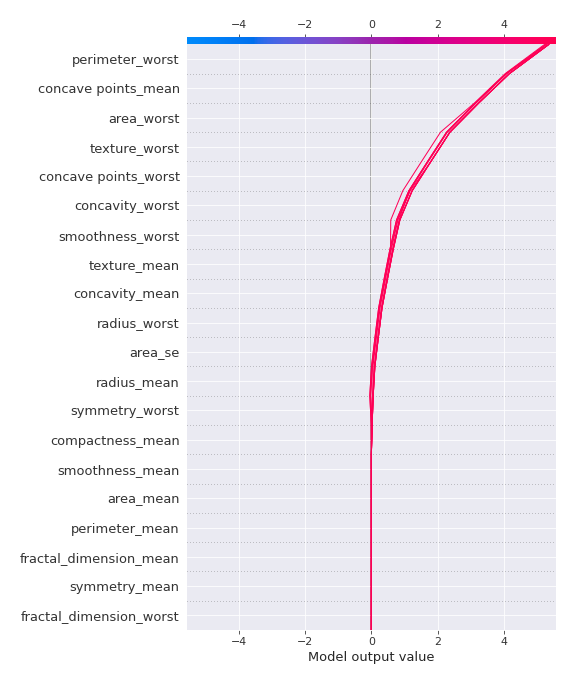 −4 −2 0 2 4
perimeter_worst
concave points_mean
area_worst
texture_worst
concave points_worst
concavity_worst
smoothness_worst
texture_mean
concavity_mean
radius_worst
area_se
radius_mean
symmetry_worst
compactness_mean
smoothness_mean
area_mean
perimeter_mean
fractal_dimension_mean
symmetry_mean
fractal_dimension_worst
−4 −2 0 2 4
Model output value